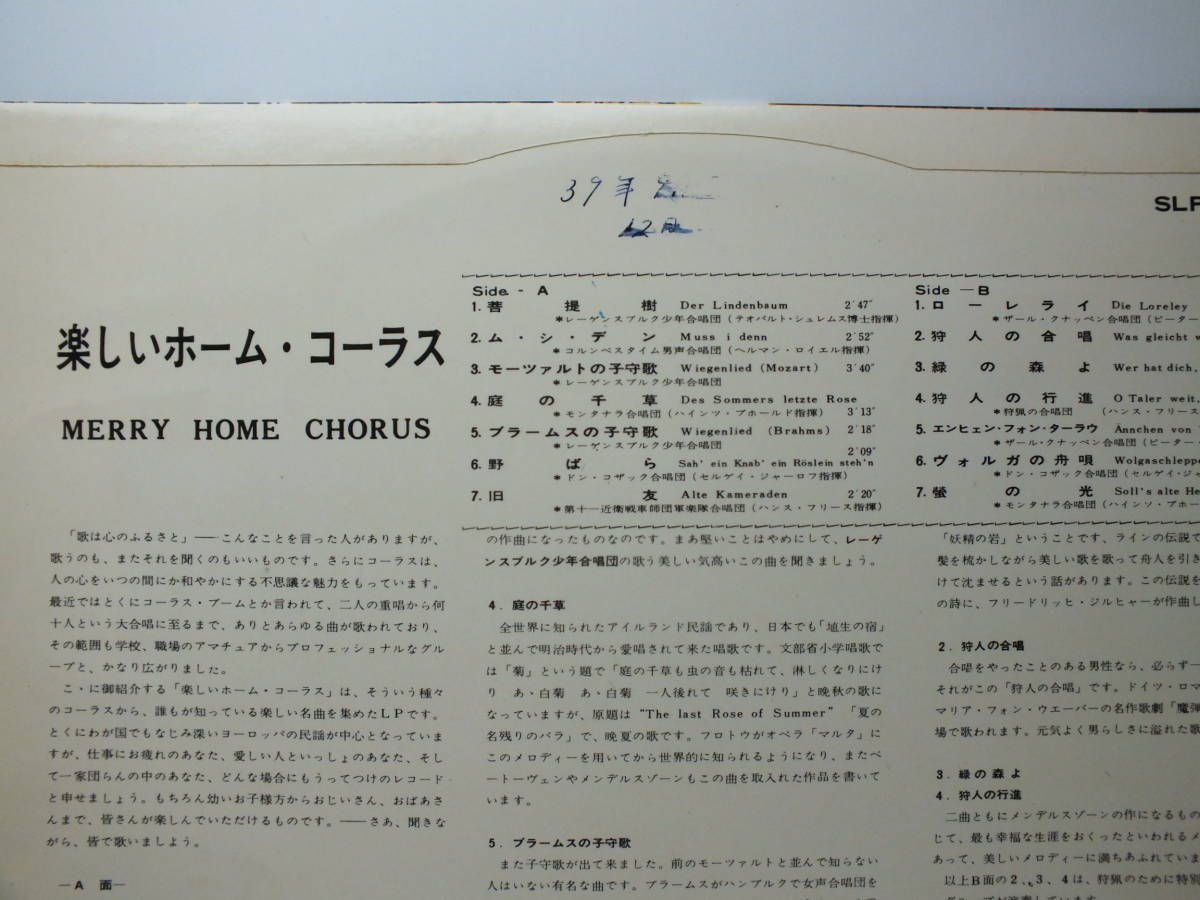 39年
12月
SLP
楽しいホーム・コーラス
MERRY HOME CHORUS
Side - A
1. 菩提樹 Der Lindenbaum 2′47″
＊レーゲンスブルク少年合唱団（テオバルト・シュレムス博士指揮）
2. ム・シ・デン Muss i denn 2′52″
＊コルンベスタイム男声合唱団（ヘルマン・ロイエル指揮）
3. モーツァルトの子守歌 Wiegenlied (Mozart) 3′40″
＊レーゲンスブルク少年合唱団
4. 庭の千草 Des Sommers letzte Rose
＊モンタナラ合唱団（ハインツ・ブホールド指揮） 3′13″
5. ブラームスの子守歌 Wiegenlied (Brahms) 2′18″
＊レーゲンスブルク少年合唱団
2′09″
6. 野ばら Sah' ein Knab' ein Röslein steh'n
＊ドン・コザック合唱団（セルゲイ・ジャーロフ指揮）
7. 旧友 Alte Kameraden 2′20″
＊第十一近衛戦車師団軍楽隊合唱団（ハンス・フリース指揮）
Side — B
1. ローレライ Die Loreley
＊ザール・クナッペン合唱団（ピーター・
2. 狩人の合唱 Was gleicht w
3. 緑の森よ Wer hat dich,
4. 狩人の行進 O Taler weit,
＊狩猟の合唱団 （ハンス・フリース
5. エンヒェン・フォン・ターラウ Ännchen von
＊ザール・クナッペン合唱団（ピーター・
6. ヴォルガの舟唄 Wolgaschlepp
＊ドン・コザック合唱団（セルゲイ・ジャ
7. 螢の光 Soll's alte He
＊モンタナラ合唱団（ハインツ・ブホー
「歌は心のふるさと」——こんなことを言った人がありますが、
歌うのも、またそれを聞くのもいいものです。さらにコーラスは、
人の心をいつの間にか和やかにする不思議な魅力をもっています。
最近ではとくにコーラス・ブームとか言われて、二人の重唱から何
十人という大合唱に至るまで、ありとあらゆる曲が歌われており、
その範囲も学校、職場のアマチュアからプロフェッショナルなグル
ープと、かなり広がりました。
こゝに御紹介する「楽しいホーム・コーラス」は、そういう種々
のコーラスから、誰もが知っている楽しい名曲を集めたＬＰです。
とくにわが国でもなじみ深いヨーロッパの民謡が中心となっていま
すが、仕事にお疲れのあなた、愛しい人といっしょのあなた、そし
て一家団らんの中のあなた、どんな場合にもうってつけのレコード
と申せましょう。もちろん幼いお子様方からおじいさん、おばあさ
んまで、皆さんが楽しんでいただけるものです。——さあ、聞きな
がら、皆で歌いましよう。
—A 面—
の作曲になったものなのです。まあ堅いことはやめにして、レーゲ
ンスブルク少年合唱団の歌う美しい気高いこの曲を聞きましょう。
4．庭の千草
全世界に知られたアイルランド民謡であり、日本でも「埴生の宿」
と並んで明治時代から愛唱されて来た唱歌です。文部省小学唱歌で
は「菊」という題で「庭の千草も虫の音も枯れて、淋しくなりにけ
り　あゝ白菊　あゝ白菊　一人後れて　咲きにけり」と晩秋の歌に
なっていますが、原題は“The last Rose of Summer”「夏の
名残りのバラ」で、晩夏の歌です。フロトウがオペラ「マルタ」に
このメロディーを用いてから世界的に知られるようになり、またベ
ートーヴェンやメンデルスゾーンもこの曲を取入れた作品を書いて
います。
5．ブラームスの子守歌
また子守歌が出て来ました。前のモーツァルトと並んで知らない
人はいない有名な曲です。ブラームスがハンブルクで女声合唱団を
「妖精の岩」ということです、ラインの伝説で
髪を梳かしながら美しい歌を歌って舟人を引き
けて沈ませるという話があります。この伝説を
の詩に、フリードリッヒ・ジルヒャーが作曲し
2．狩人の合唱
合唱をやったことのある男性なら、必らず一
それがこの「狩人の合唱」です。ドイツ・ロマ
マリア・フォン・ウエーバーの名作歌劇「魔弾
場で歌われます。元気よく男らしさに溢れた歌
3．緑の森よ
4．狩人の行進
二曲ともにメンデルスゾーンの作になるもの
じて、最も幸福な生涯をおくったといわれるメ
あって、美しいメロディーに満ちあふれていま
以上Ｂ面の２、３、４は、狩猟のために特別